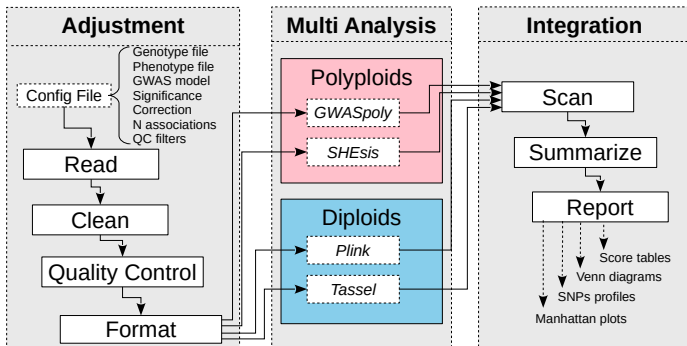 Adjustment
Genotype file
Phenotype file
GWAS model
Significance
Correction
N associations
QC filters
Config File
Read
Clean
Quality Control
Format
Multi Analysis
Polyploids
GWASpoly
SHEsis
Diploids
Plink
Tassel
Integration
Scan
Summarize
Report
Score tables
Venn diagrams
SNPs profiles
Manhattan plots